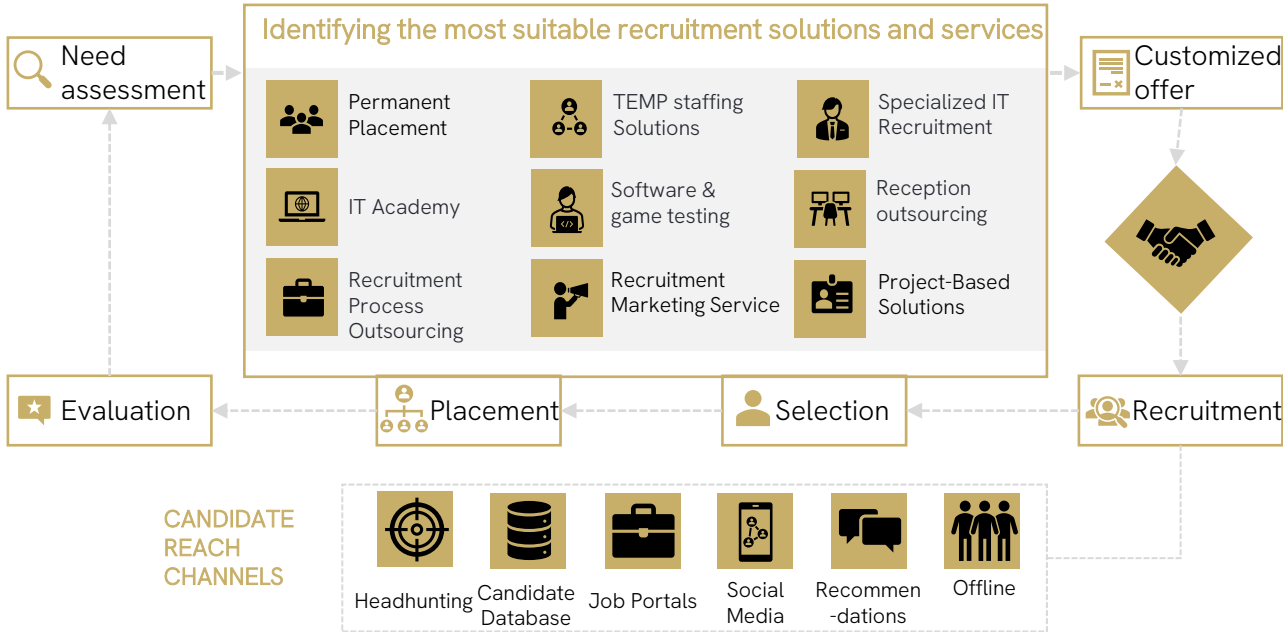 Identifying the most suitable recruitment solutions and services
Need
assessment
Customized
offer
Permanent
Placement
TEMP staffing
Solutions
Specialized IT
Recruitment
IT Academy
Software &
game testing
Reception
outsourcing
Recruitment
Process
Outsourcing
Recruitment
Marketing Service
Project-Based
Solutions
Evaluation
Placement
Selection
Recruitment
CANDIDATE
REACH
CHANNELS
Headhunting
Candidate
Database
Job Portals
Social
Media
Recommen
-dations
Offline